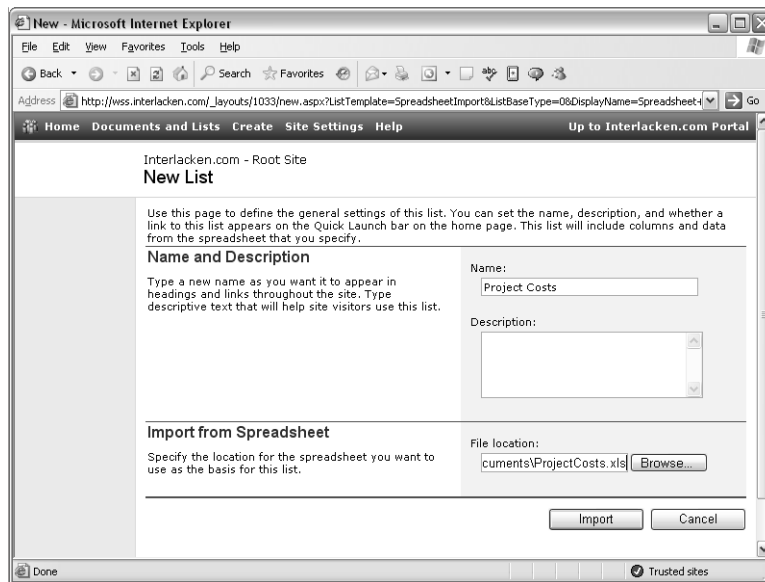 New - Microsoft Internet Explorer
File Edit View Favorites Tools Help
Back Search Favorites
Address http://wss.interlacken.com/_layouts/1033/new.aspx?ListTemplate=SpreadsheetImport&ListBaseType=0&DisplayName=Spreadsheet Go
Home Documents and Lists Create Site Settings Help Up to Interlacken.com Portal
Interlacken.com - Root Site
New List
Use this page to define the general settings of this list. You can set the name, description, and whether a
link to this list appears on the Quick Launch bar on the home page. This list will include columns and data
from the spreadsheet that you specify.
Name and Description
Type a new name as you want it to appear in
headings and links throughout the site. Type
descriptive text that will help site visitors use this list.
Name:
Project Costs
Description:
Import from Spreadsheet
Specify the location for the spreadsheet you want to
use as the basis for this list.
File location:
cuments\ProjectCosts.xls Browse...
Import Cancel
Done Trusted sites